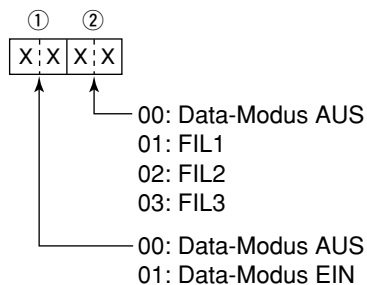 ① ②
X X X X
00: Data-Modus AUS
01: FIL1
02: FIL2
03: FIL3
00: Data-Modus AUS
01: Data-Modus EIN